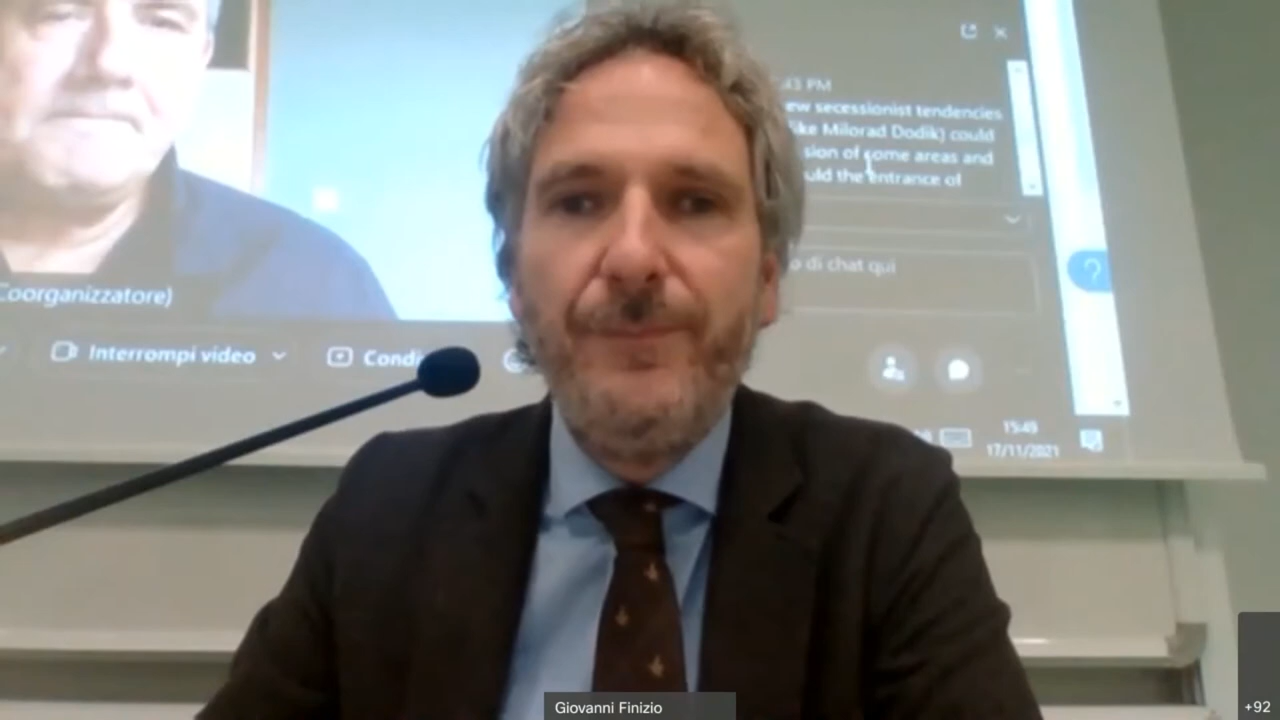 :43 PM
ew secessionist tendencies
like Milorad Dodik) could
sion of some areas and
uld the entrance of
o di chat qui
Coorganizzatore)
Interrompi video
Condi
15:49
17/11/2021
Giovanni Finizio
+92